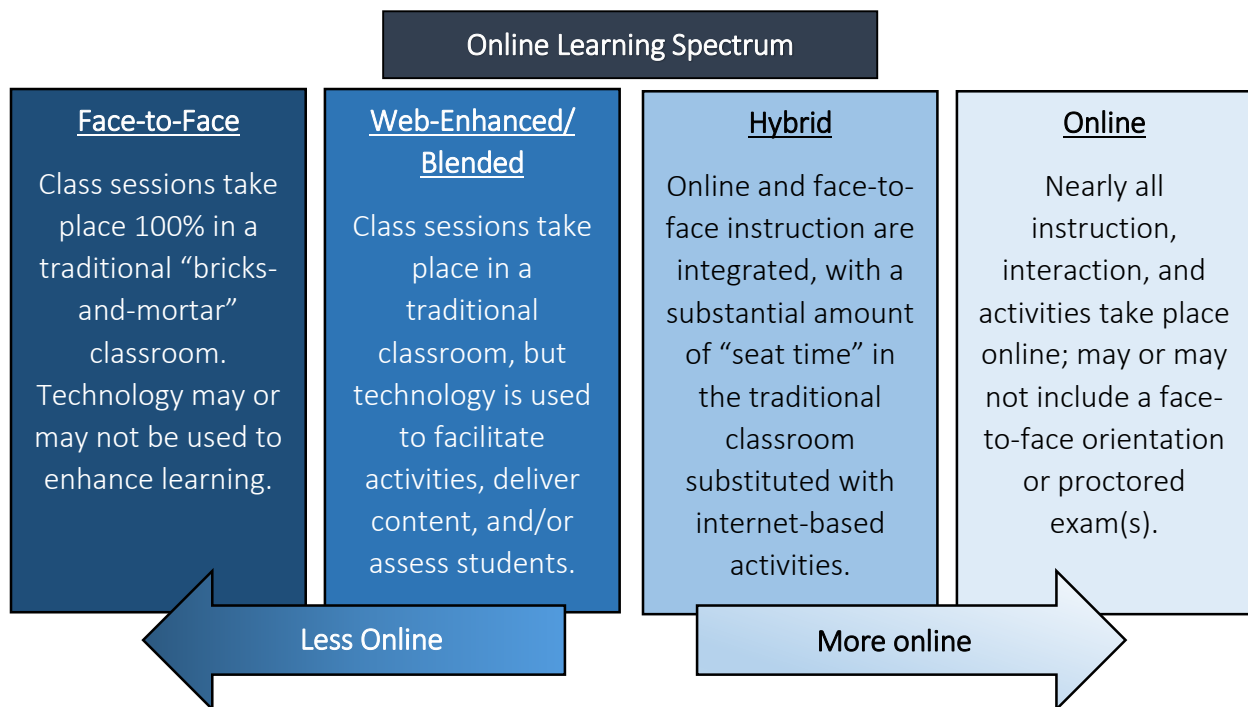 Online Learning Spectrum
Face-to-Face
Class sessions take
place 100% in a
traditional “bricks-
and-mortar”
classroom.
Technology may or
may not be used to
enhance learning.
Web-Enhanced/
Blended
Class sessions take
place in a
traditional
classroom, but
technology is used
to facilitate
activities, deliver
content, and/or
assess students.
Hybrid
Online and face-to-
face instruction are
integrated, with a
substantial amount
of “seat time” in
the traditional
classroom
substituted with
internet-based
activities.
Online
Nearly all
instruction,
interaction, and
activities take place
online; may or may
not include a face-
to-face orientation
or proctored
exam(s).
Less Online
More online